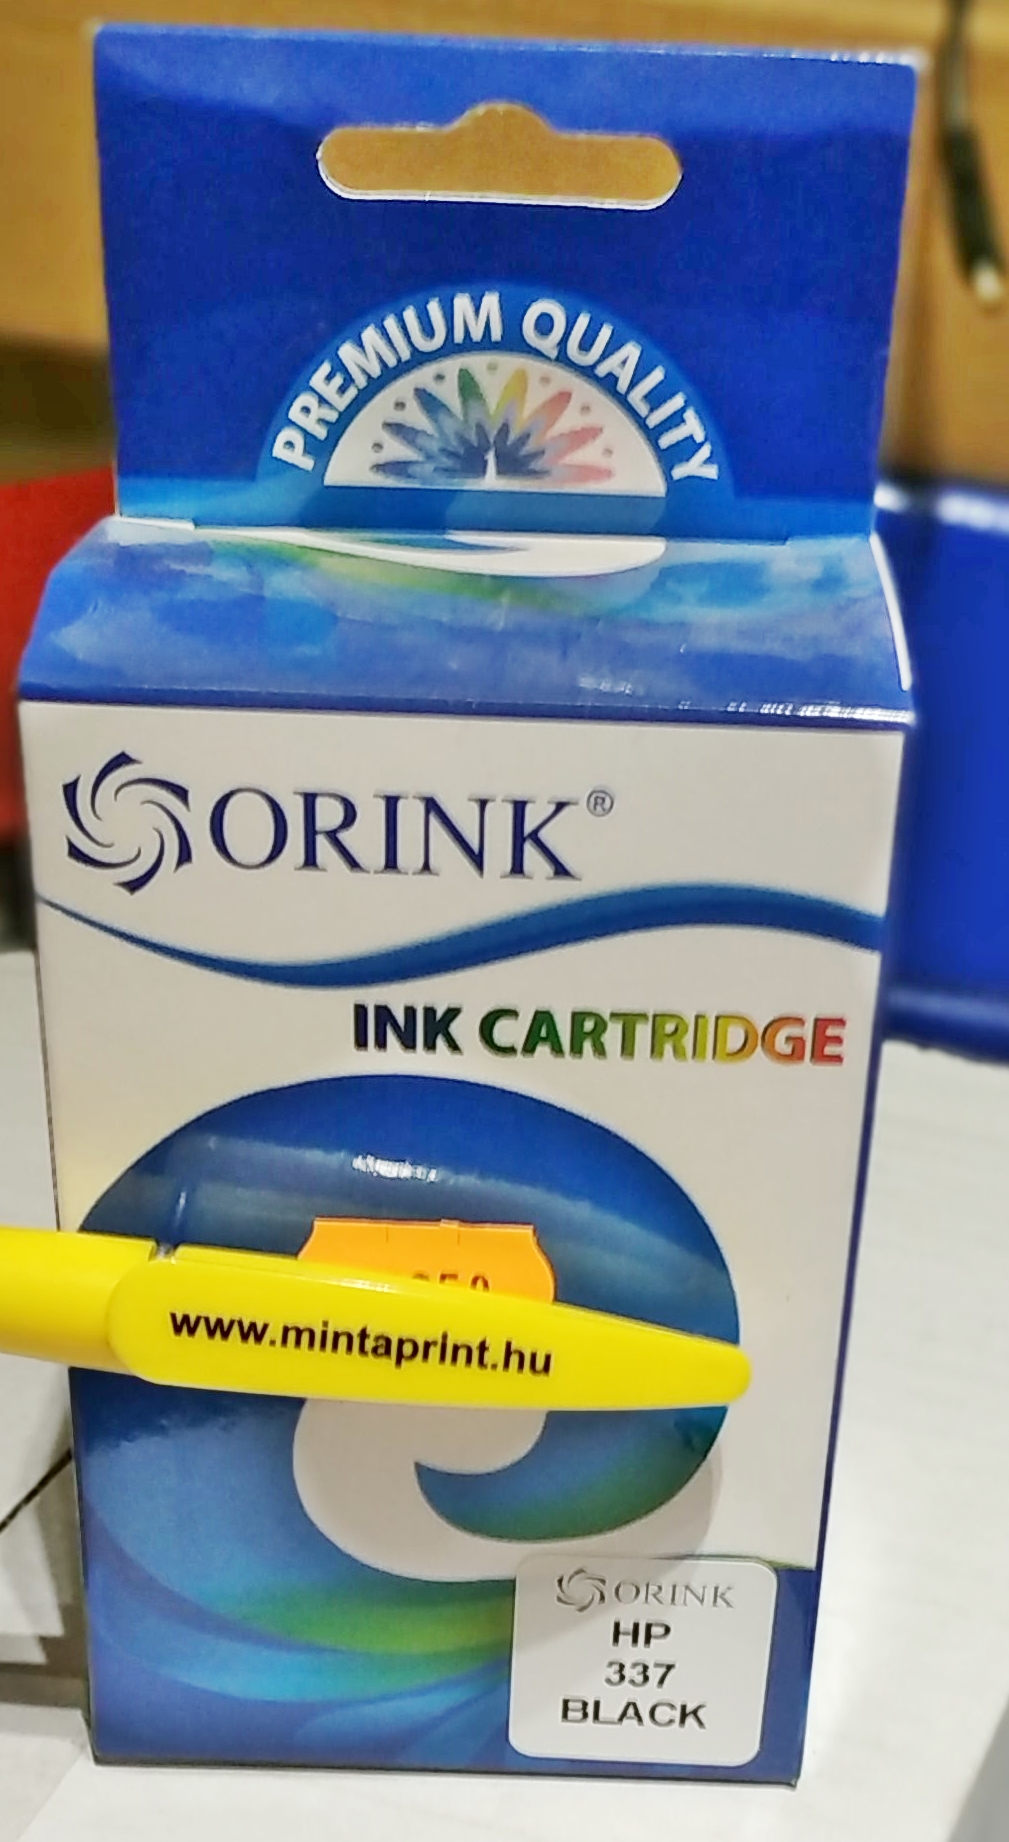 PREMIUM QUALITY
ORINK®
INK CARTRIDGE
www.mintaprint.hu
ORINK
HP
337
BLACK